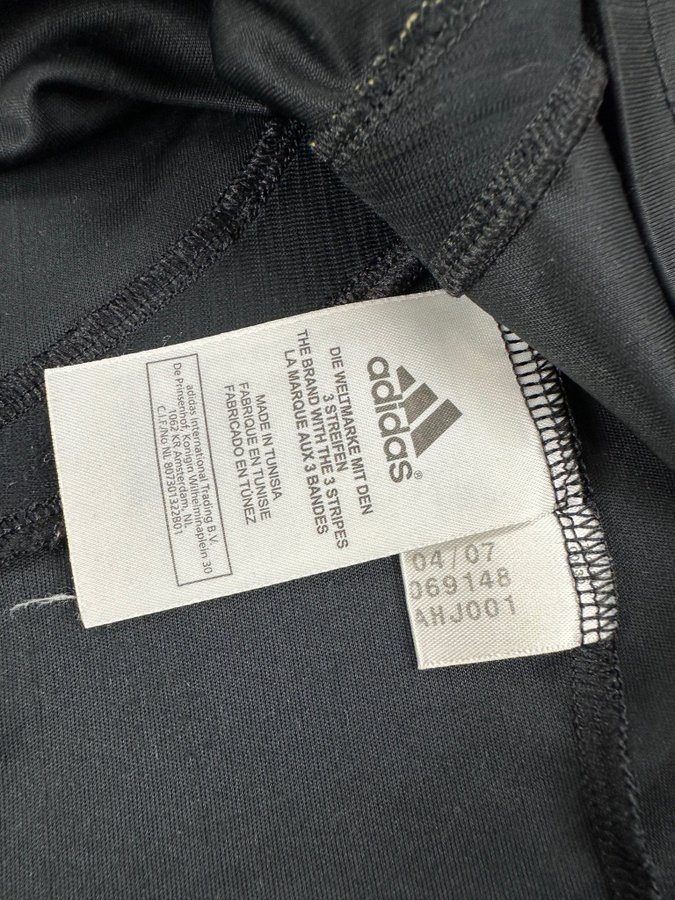 adidas®
DIE WELTMARKE MIT DEN
3 STREIFEN
THE BRAND WITH THE 3 STRIPES
LA MARQUE AUX 3 BANDES
MADE IN TUNISIA
FABRIQUE EN TUNISIE
FABRICADO EN TÚNEZ
adidas International Trading B.V.
De Prinsenhof, Konigin Wilhelminaplein 30
1062 KR Amsterdam, NL
C.I.F./No NL 807301322B01
04/07
069148
AHJ001